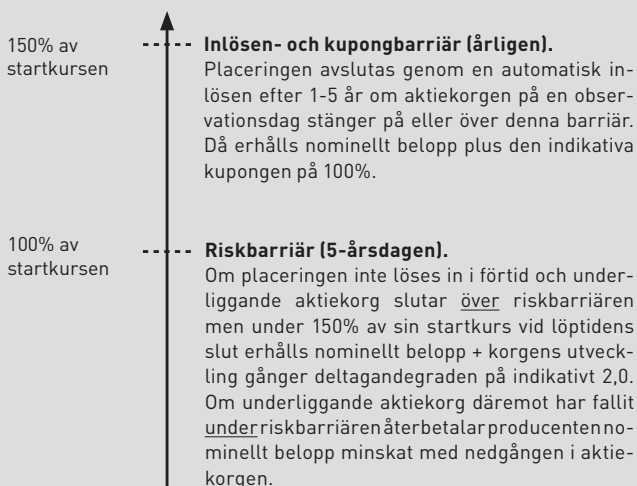 150% av
startkursen
Inlösen- och kupongbarriär (årligen).
Placeringen avslutas genom en automatisk in-
lösen efter 1-5 år om aktiekorgen på en obser-
vationsdag stänger på eller över denna barriär.
Då erhålls nominellt belopp plus den indikativa
kupongen på 100%.
100% av
startkursen
Riskbarriär (5-årsdagen).
Om placeringen inte löses in i förtid och under-
liggande aktiekorg slutar över riskbarriären
men under 150% av sin startkurs vid löptidens
slut erhålls nominellt belopp + korgens utveck-
ling gånger deltagandegraden på indikativt 2,0.
Om underliggande aktiekorg däremot har fallit
under riskbarriären återbetalar producenten no-
minellt belopp minskat med nedgången i aktie-
korgen.